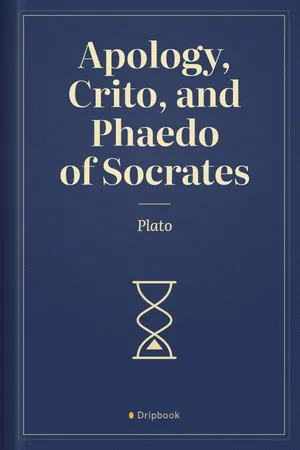 Apology,
Crito, and
Phaedo
of Socrates
Plato
Dripbook